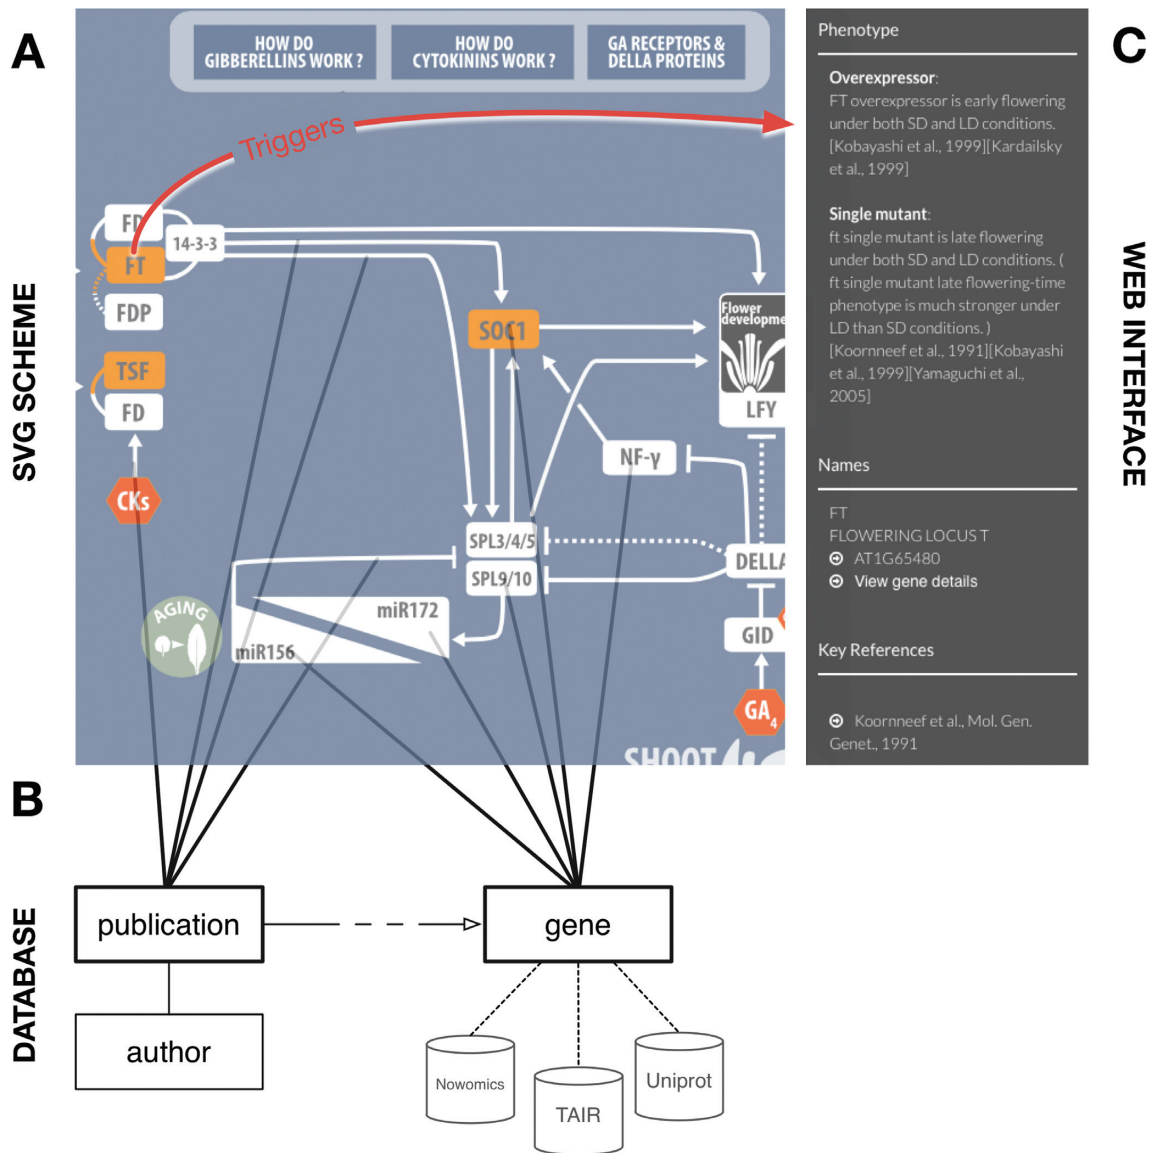 A
HOW DO
GIBBERELLINS WORK ?
HOW DO
CYTOKININS WORK ?
GA RECEPTORS &
DELLA PROTEINS
Triggers
FD
14-3-3
FT
FDP
TSF
FD
CKs
SOC1
Flower
developme
LFY
NF-γ
SPL3/4/5
SPL9/10
DELLA
miR172
miR156
AGING
GID
GA4
SHOOT
SVG SCHEME
C
WEB INTERFACE
Phenotype
Overexpressor:
FT overexpressor is early flowering
under both SD and LD conditions.
[Kobayashi et al., 1999][Kardailsky
et al., 1999]
Single mutant:
ft single mutant is late flowering
under both SD and LD conditions. (
ft single mutant late flowering-time
phenotype is much stronger under
LD than SD conditions. )
[Koornneef et al., 1991][Kobayashi
et al., 1999][Yamaguchi et al.,
2005]
Names
FT
FLOWERING LOCUS T
AT1G65480
View gene details
Key References
Koornneef et al., Mol. Gen.
Genet., 1991
B
DATABASE
publication
gene
author
Nowomics
TAIR
Uniprot